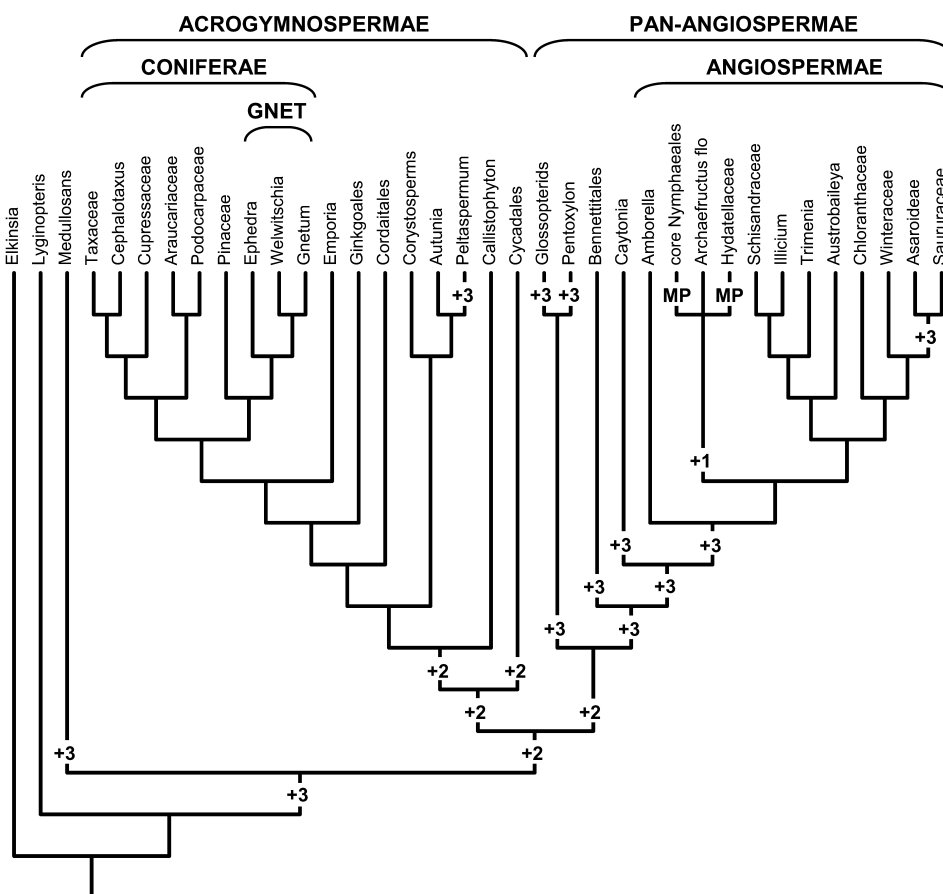 ACROGYMNOSPERMAE
PAN-ANGIOSPERMAE
CONIFERAE
ANGIOSPERMAE
GNET
Elkinsia
Lyginopteris
Medullosans
Taxaceae
Cephalotaxus
Cupressaceae
Araucariaceae
Podocarpaceae
Pinaceae
Ephedra
Welwitschia
Gnetum
Emporia
Ginkgoales
Cordaitales
Corystosperms
Autunia
Peltaspermum
Callistophyton
Cycadales
Glossopterids
Pentoxylon
Bennettitales
Caytonia
Amborella
core Nymphaeales
Archaefructus flo
Hydatellaceae
Schisandraceae
Illicium
Trimenia
Austrobaileya
Chloranthaceae
Winteraceae
Asaroideae
Saururaceae
+3
+3
+3
MP
MP
+3
+1
+3
+3
+3
+3
+3
+3
+2
+2
+2
+2
+3
+2
+3